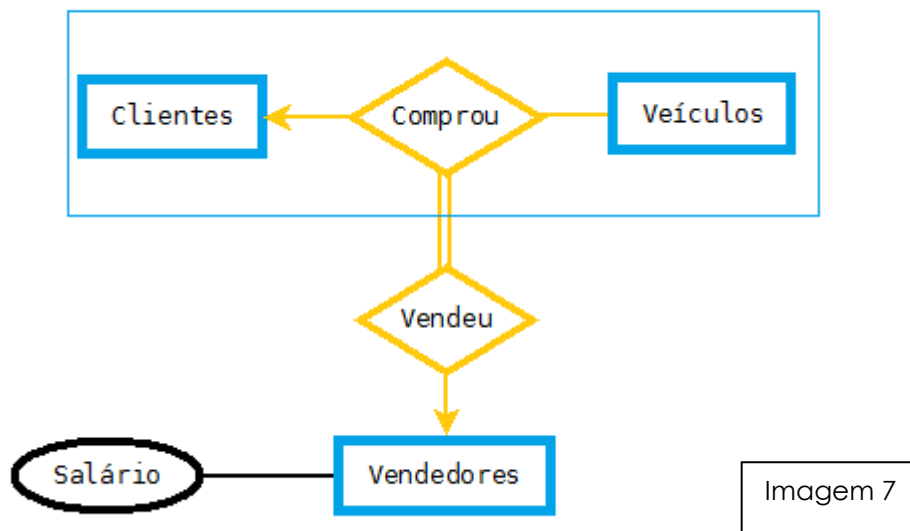 Clientes
Comprou
Veículos
Vendeu
Salário
Vendedores
Imagem 7